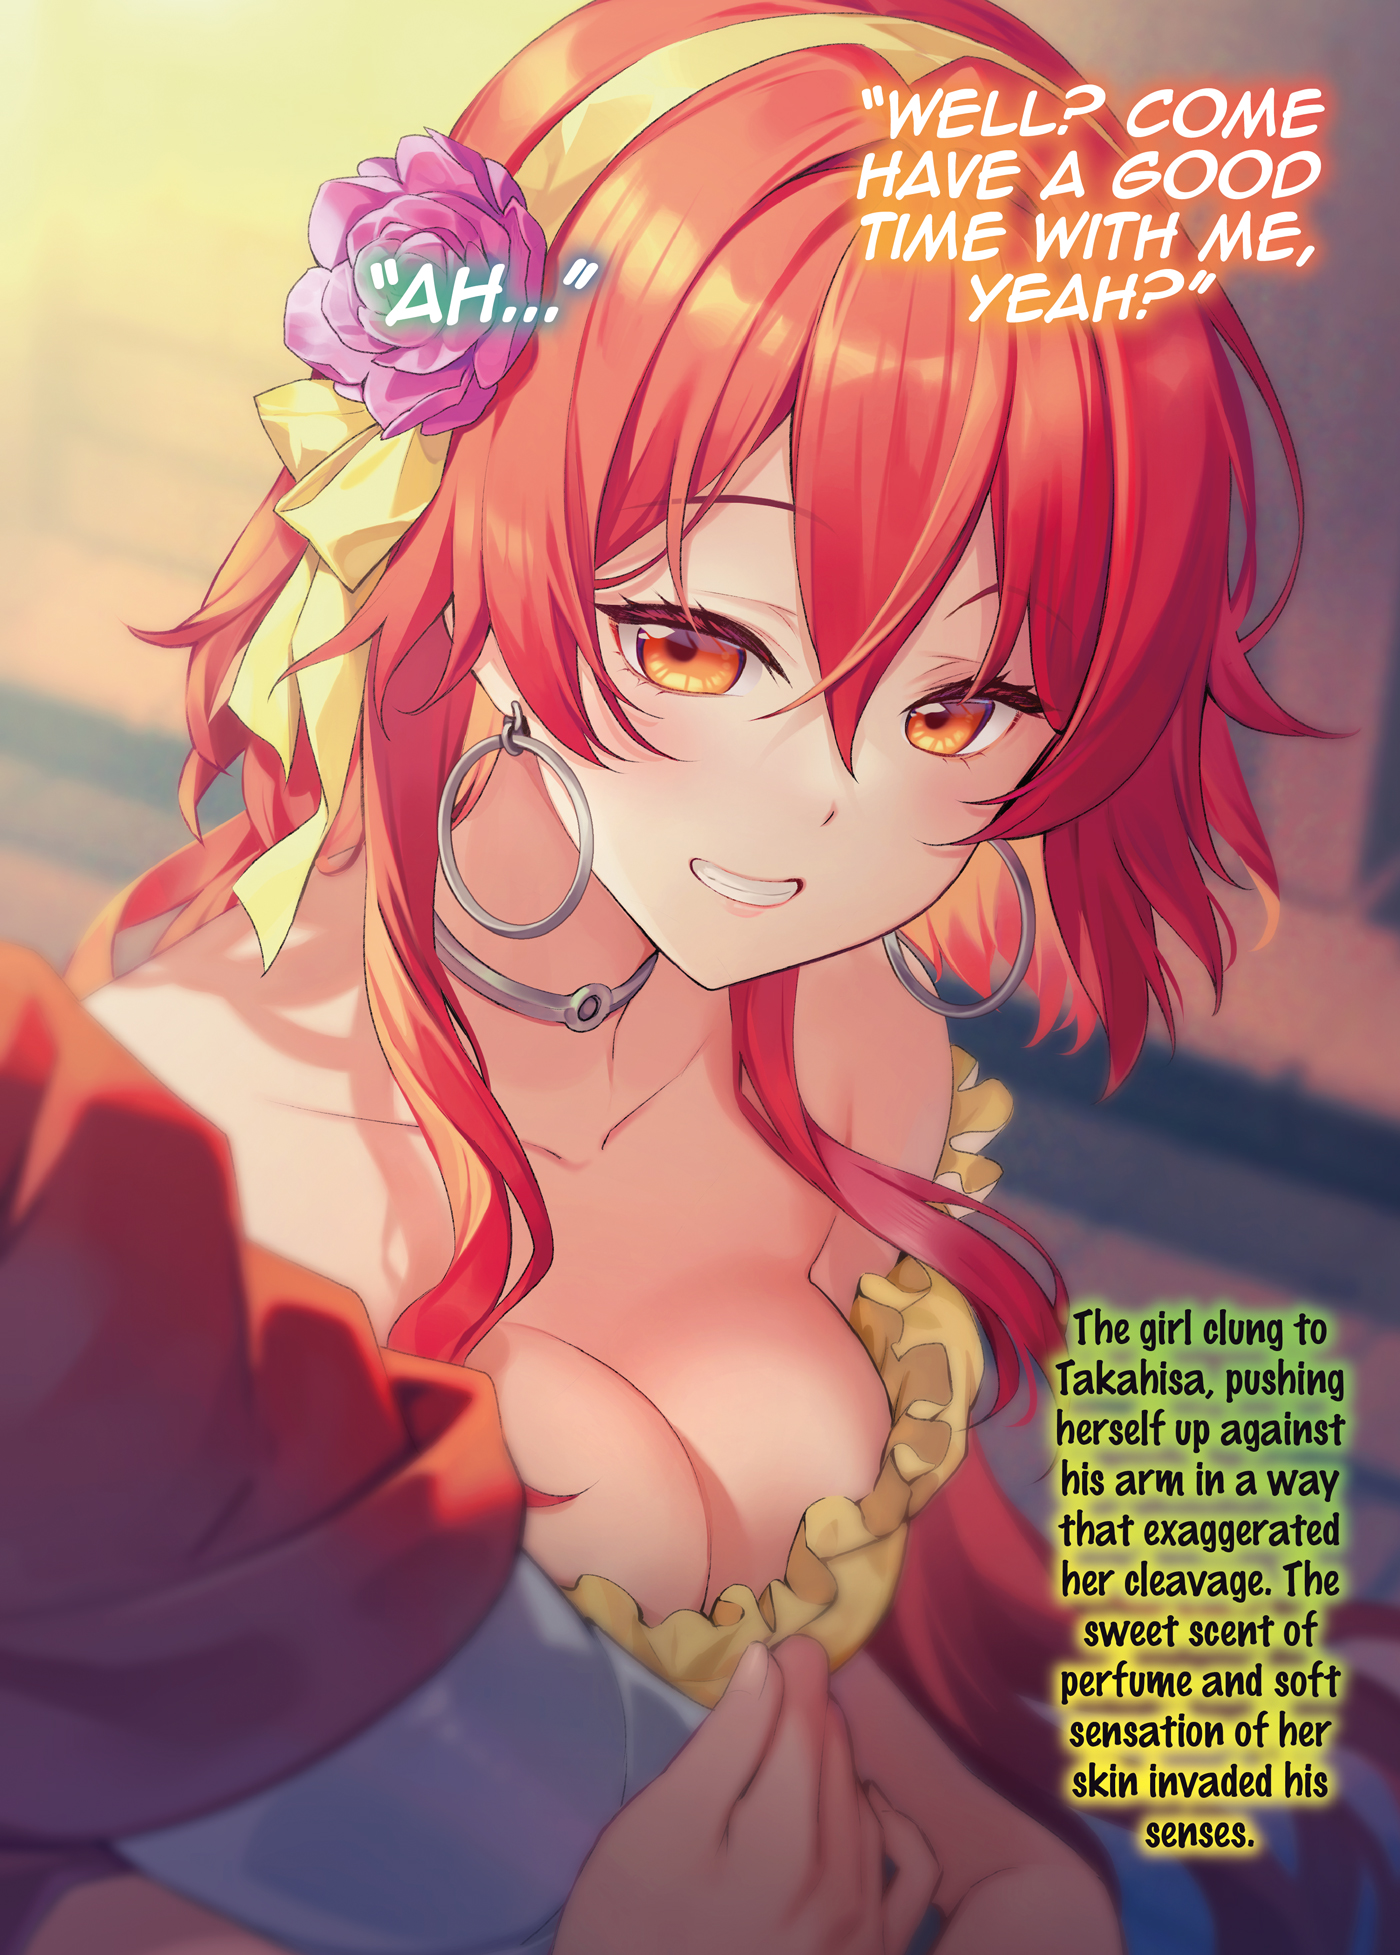 "WELL? COME
HAVE A GOOD
TIME WITH ME,
YEAH?"
"AH..."
The girl clung to
Takahisa, pushing
herself up against
his arm in a way
that exaggerated
her cleavage. The
sweet scent of
perfume and soft
sensation of her
skin invaded his
senses.